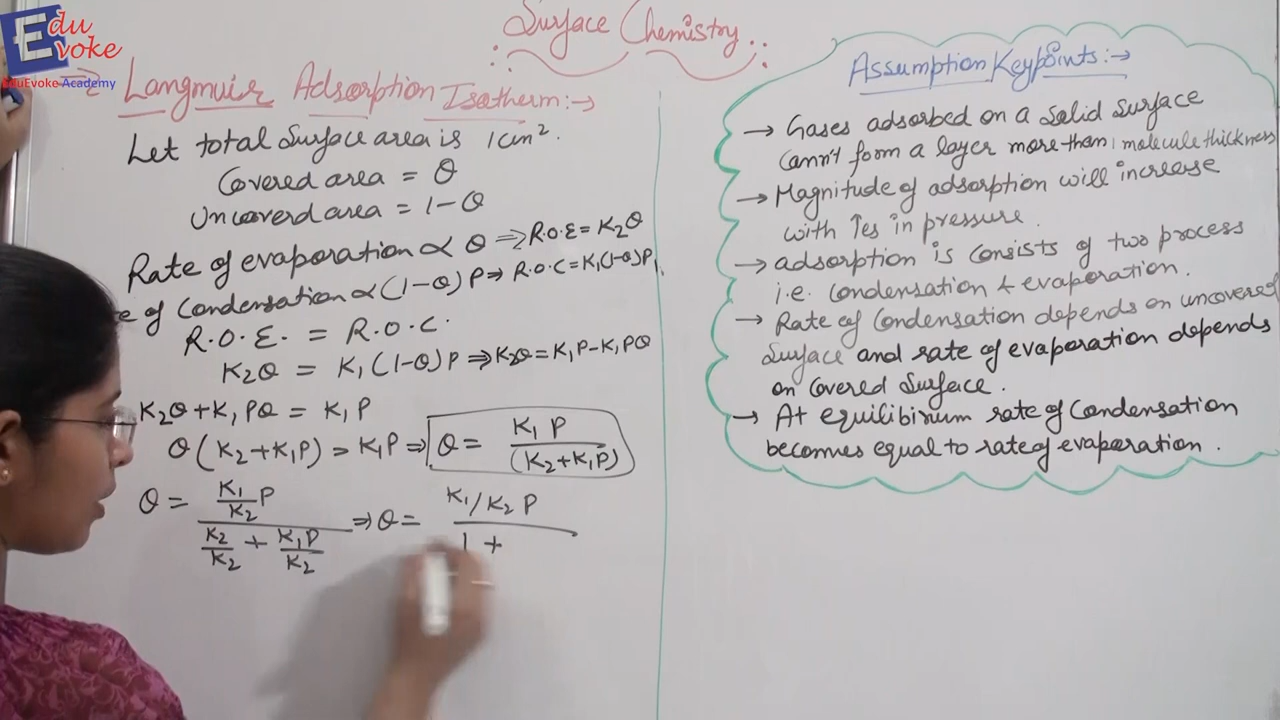 Edu
Evoke
EduEvoke Academy
Surface Chemistry
⇒ Langmuir Adsorption Isotherm:→
Let total Surface area is 1cm².
Covered area = θ
Uncoverd area = 1-θ
Rate of evaporation ∝ θ ⇒ R.O.E = K₂θ
e of Condensation ∝ (1-θ) P ⇒ R.O.C = K₁(1-θ)P
R.O.E. = R.O.C.
K₂θ = K₁(1-θ)P ⇒ K₂θ = K₁P-K₁Pθ
K₂θ + K₁Pθ = K₁P
θ(K₂+K₁P) = K₁P ⇒ θ = K₁P / (K₂+K₁P)
θ = K₁/K₂ P / K₂/K₂ + K₁P/K₂ ⇒ θ = K₁/K₂ P / 1 +
Assumption Keypoints:→
→ Gases adsorbed on a Solid Surface
Cann't form a layer more than 1 molecule thickness
→ Magnitude of adsorption will increase
with ↑es in pressure.
→ adsorption is consists of two process
i.e. Condensation & evaporation.
→ Rate of Condensation depends on uncovered
Surface and rate of evaporation depends
on Covered Surface.
→ At equilibirium rate of Condensation
becomes equal to rate of evaporation.